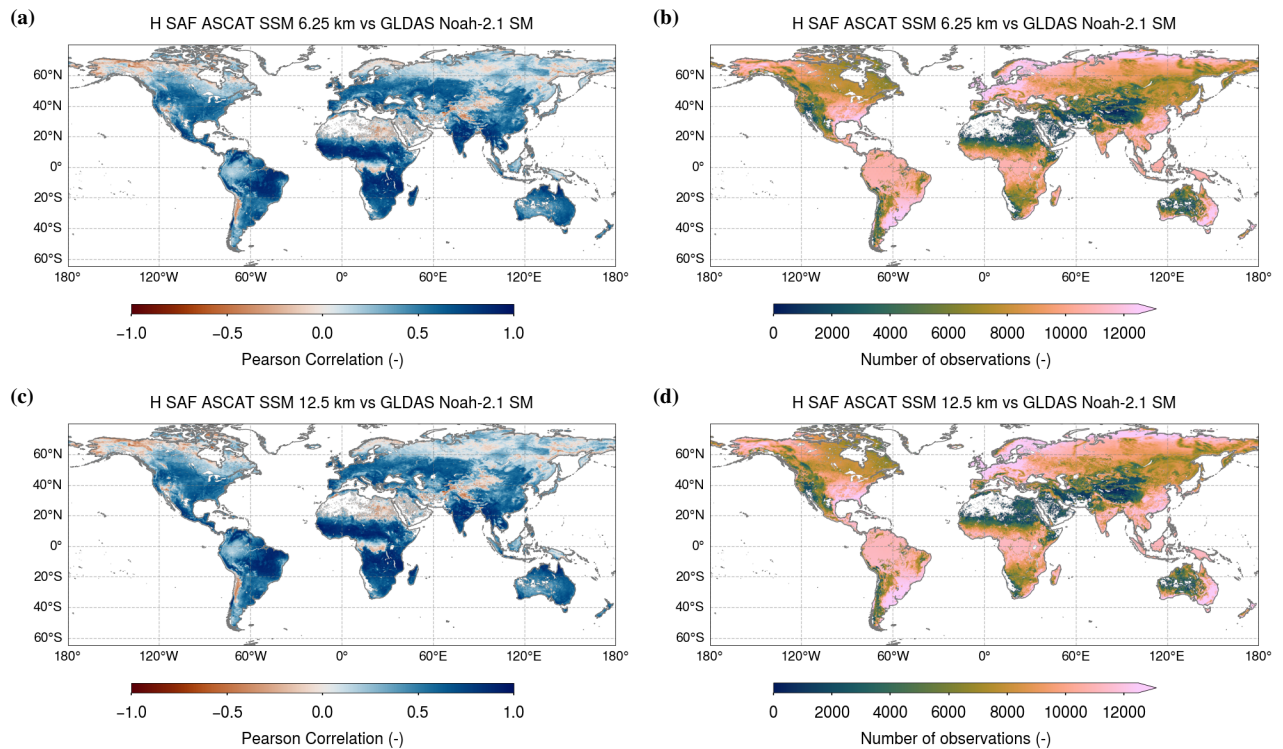 (a)
H SAF ASCAT SSM 6.25 km vs GLDAS Noah-2.1 SM
60°N
40°N
20°N
0°
20°S
40°S
60°S
180° 120°W 60°W 0° 60°E 120°E 180°
−1.0 −0.5 0.0 0.5 1.0
Pearson Correlation (-)
(b)
H SAF ASCAT SSM 6.25 km vs GLDAS Noah-2.1 SM
60°N
40°N
20°N
0°
20°S
40°S
60°S
180° 120°W 60°W 0° 60°E 120°E 180°
0 2000 4000 6000 8000 10000 12000
Number of observations (-)
(c)
H SAF ASCAT SSM 12.5 km vs GLDAS Noah-2.1 SM
60°N
40°N
20°N
0°
20°S
40°S
60°S
180° 120°W 60°W 0° 60°E 120°E 180°
−1.0 −0.5 0.0 0.5 1.0
Pearson Correlation (-)
(d)
H SAF ASCAT SSM 12.5 km vs GLDAS Noah-2.1 SM
60°N
40°N
20°N
0°
20°S
40°S
60°S
180° 120°W 60°W 0° 60°E 120°E 180°
0 2000 4000 6000 8000 10000 12000
Number of observations (-)